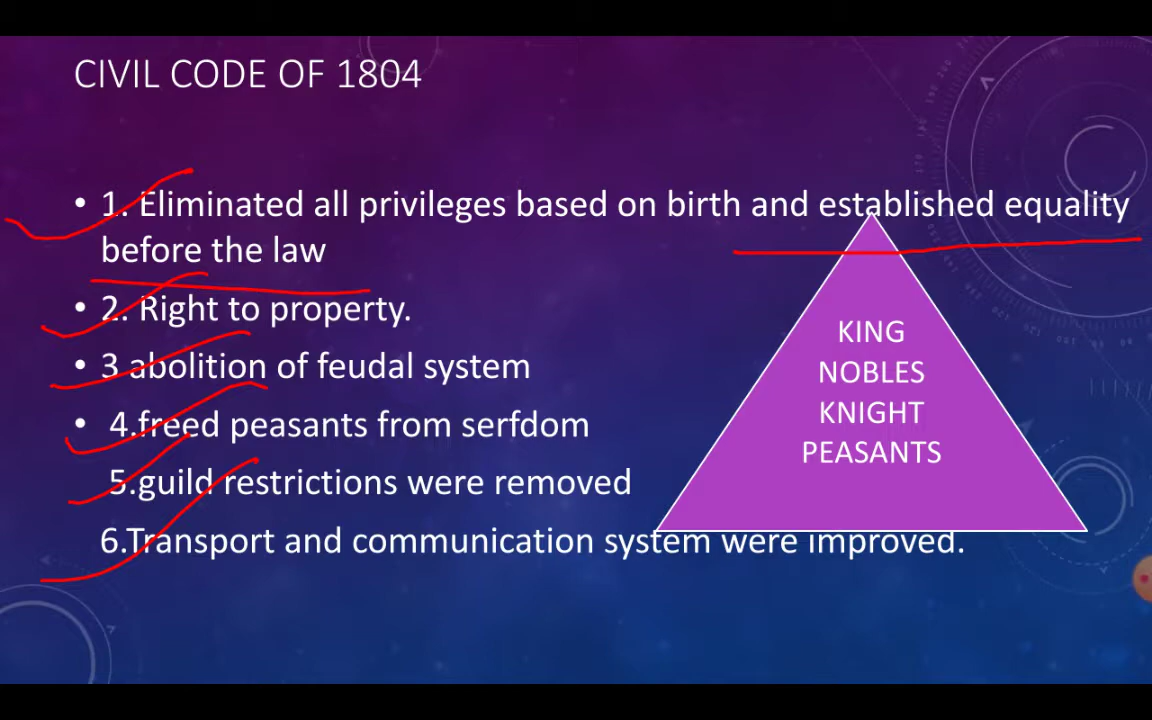 CIVIL CODE OF 1804
• 1. Eliminated all privileges based on birth and established equality
before the law
• 2. Right to property.
• 3 abolition of feudal system
• 4.freed peasants from serfdom
5.guild restrictions were removed
6.Transport and communication system were improved.
KING
NOBLES
KNIGHT
PEASANTS